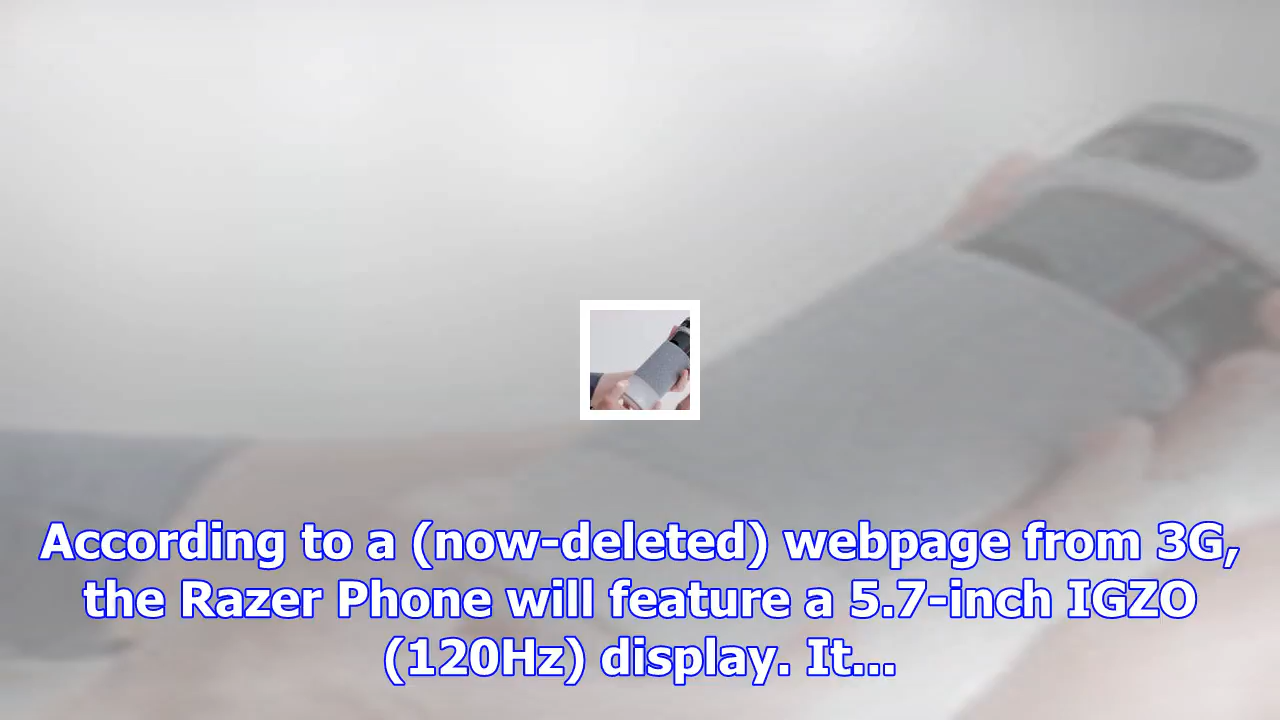 According to a (now-deleted) webpage from 3G,
the Razer Phone will feature a 5.7-inch IGZO
(120Hz) display. It...